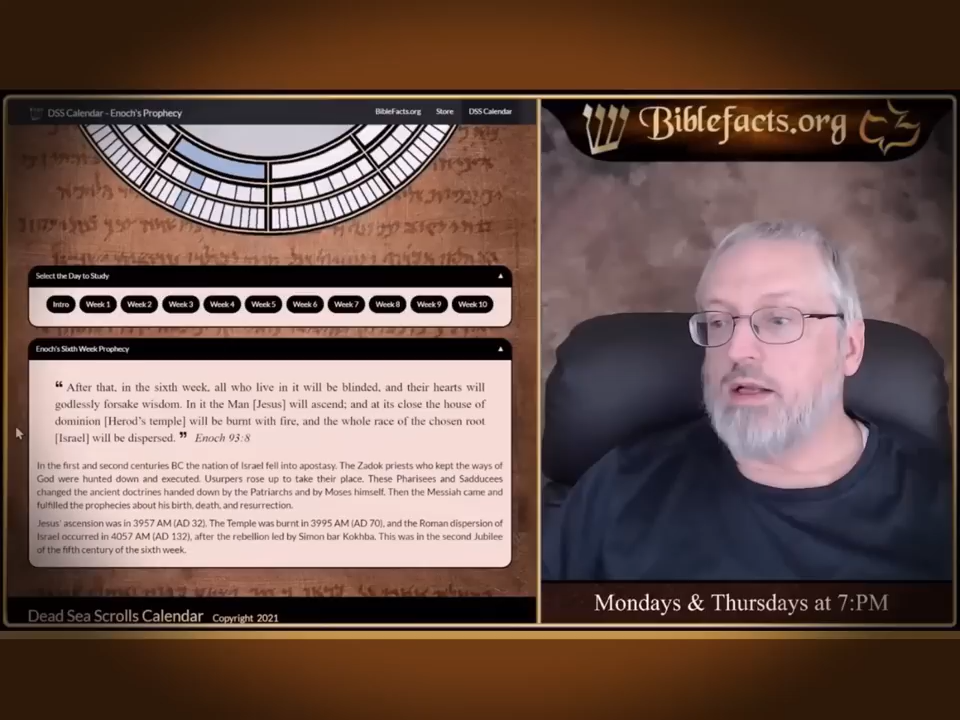 DSS Calendar - Enoch's Prophecy
BibleFacts.org Store DSS Calendar
Select the Day to Study
Intro Week 1 Week 2 Week 3 Week 4 Week 5 Week 6 Week 7 Week 8 Week 9 Week 10
Enoch's Sixth Week Prophecy
❝ After that, in the sixth week, all who live in it will be blinded, and their hearts will
godlessly forsake wisdom. In it the Man [Jesus] will ascend; and at its close the house of
dominion [Herod's temple] will be burnt with fire, and the whole race of the chosen root
[Israel] will be dispersed. ❞ Enoch 93:8
In the first and second centuries BC the nation of Israel fell into apostasy. The Zadok priests who kept the ways of
God were hunted down and executed. Usurpers rose up to take their place. These Pharisees and Sadducees
changed the ancient doctrines handed down by the Patriarchs and by Moses himself. Then the Messiah came and
fulfilled the prophecies about his birth, death, and resurrection.
Jesus' ascension was in 3957 AM (AD 32). The Temple was burnt in 3995 AM (AD 70), and the Roman dispersion of
Israel occurred in 4057 AM (AD 132), after the rebellion led by Simon bar Kokhba. This was in the second Jubilee
of the fifth century of the sixth week.
Dead Sea Scrolls Calendar Copyright 2021
Biblefacts.org
Mondays & Thursdays at 7:PM